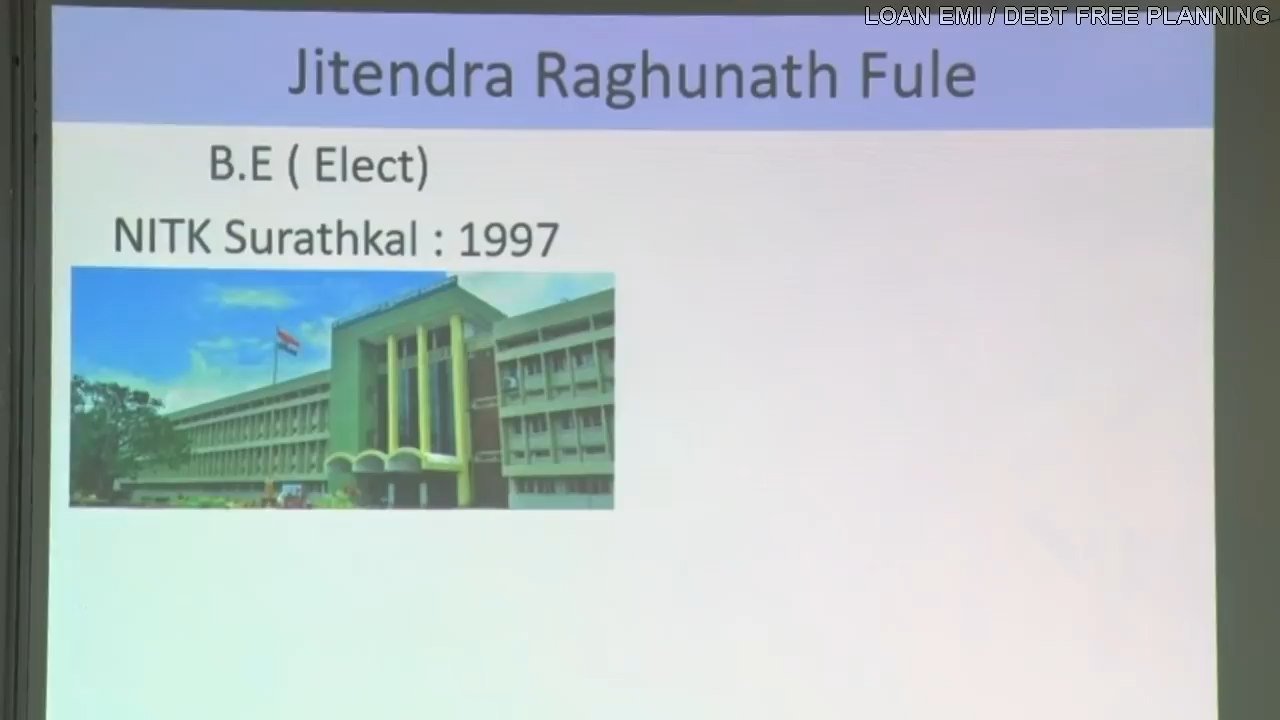 LOAN EMI / DEBT FREE PLANNING
Jitendra Raghunath Fule
B.E ( Elect)
NITK Surathkal : 1997